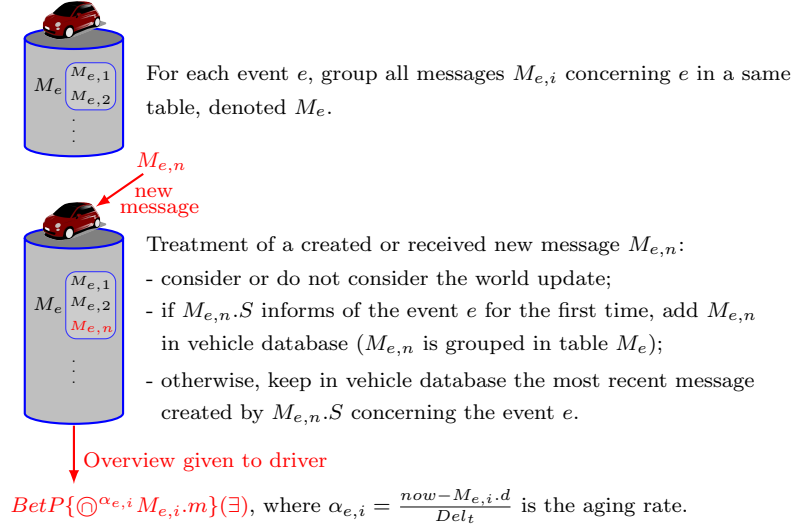 M_e
M_{e,1}
M_{e,2}
.
.
.
For each event e, group all messages M_{e,i} concerning e in a same
table, denoted M_e.
M_{e,n}
new
message
M_e
M_{e,1}
M_{e,2}
M_{e,n}
.
.
.
Treatment of a created or received new message M_{e,n}:
- consider or do not consider the world update;
- if M_{e,n}.S informs of the event e for the first time, add M_{e,n}
in vehicle database (M_{e,n} is grouped in table M_e);
- otherwise, keep in vehicle database the most recent message
created by M_{e,n}.S concerning the event e.
Overview given to driver
BetP{⋒^{α_{e,i}} M_{e,i}.m}(∃), where α_{e,i} = \frac{now−M_{e,i}.d}{Del_t} is the aging rate.